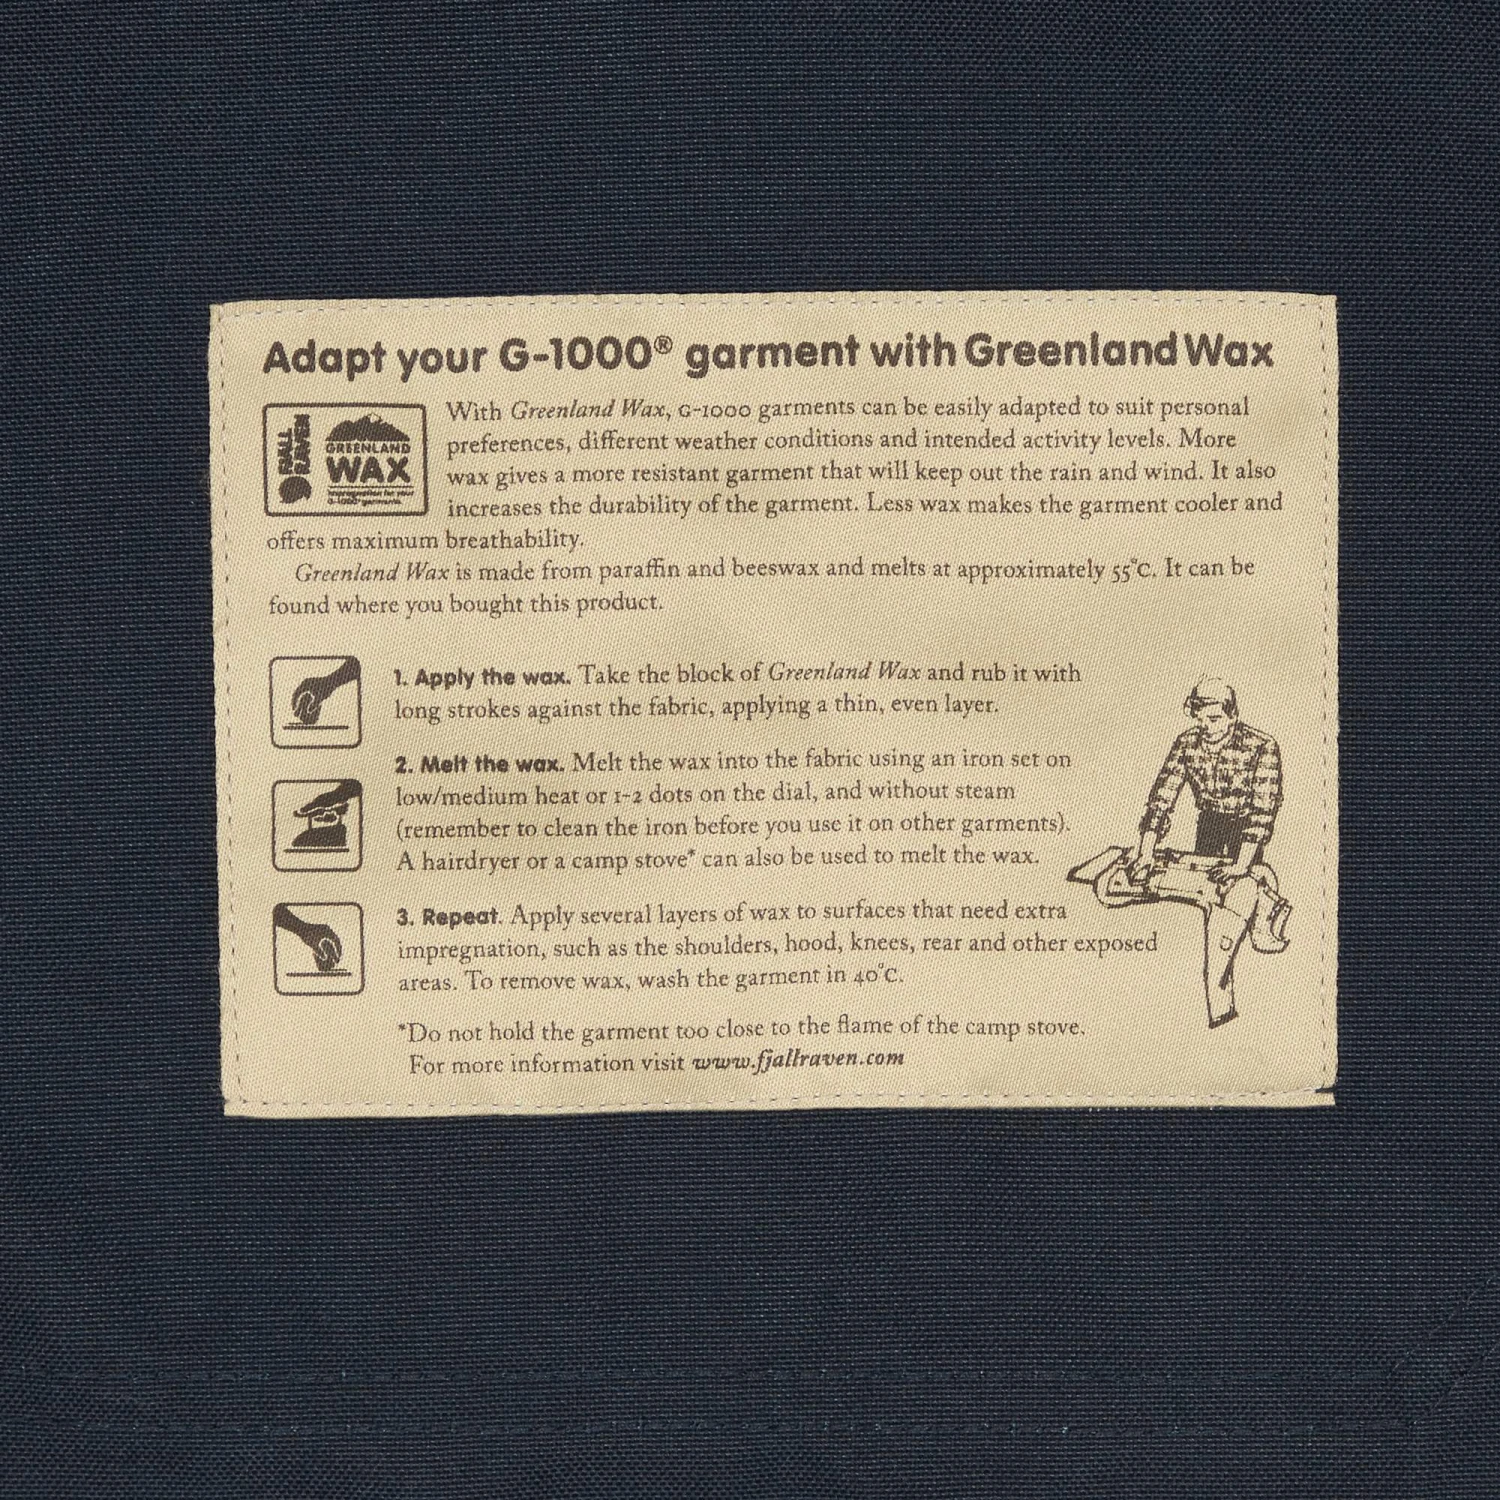 Adapt your G-1000® garment with Greenland Wax
FJALL
RAVEN
GREENLAND
WAX
Impregnation for your
G-1000® garments.
With Greenland Wax, G-1000 garments can be easily adapted to suit personal
preferences, different weather conditions and intended activity levels. More
wax gives a more resistant garment that will keep out the rain and wind. It also
increases the durability of the garment. Less wax makes the garment cooler and
offers maximum breathability.
Greenland Wax is made from paraffin and beeswax and melts at approximately 55°C. It can be
found where you bought this product.
1. Apply the wax. Take the block of Greenland Wax and rub it with
long strokes against the fabric, applying a thin, even layer.
2. Melt the wax. Melt the wax into the fabric using an iron set on
low/medium heat or 1-2 dots on the dial, and without steam
(remember to clean the iron before you use it on other garments).
A hairdryer or a camp stove* can also be used to melt the wax.
3. Repeat. Apply several layers of wax to surfaces that need extra
impregnation, such as the shoulders, hood, knees, rear and other exposed
areas. To remove wax, wash the garment in 40°C.
*Do not hold the garment too close to the flame of the camp stove.
For more information visit www.fjallraven.com